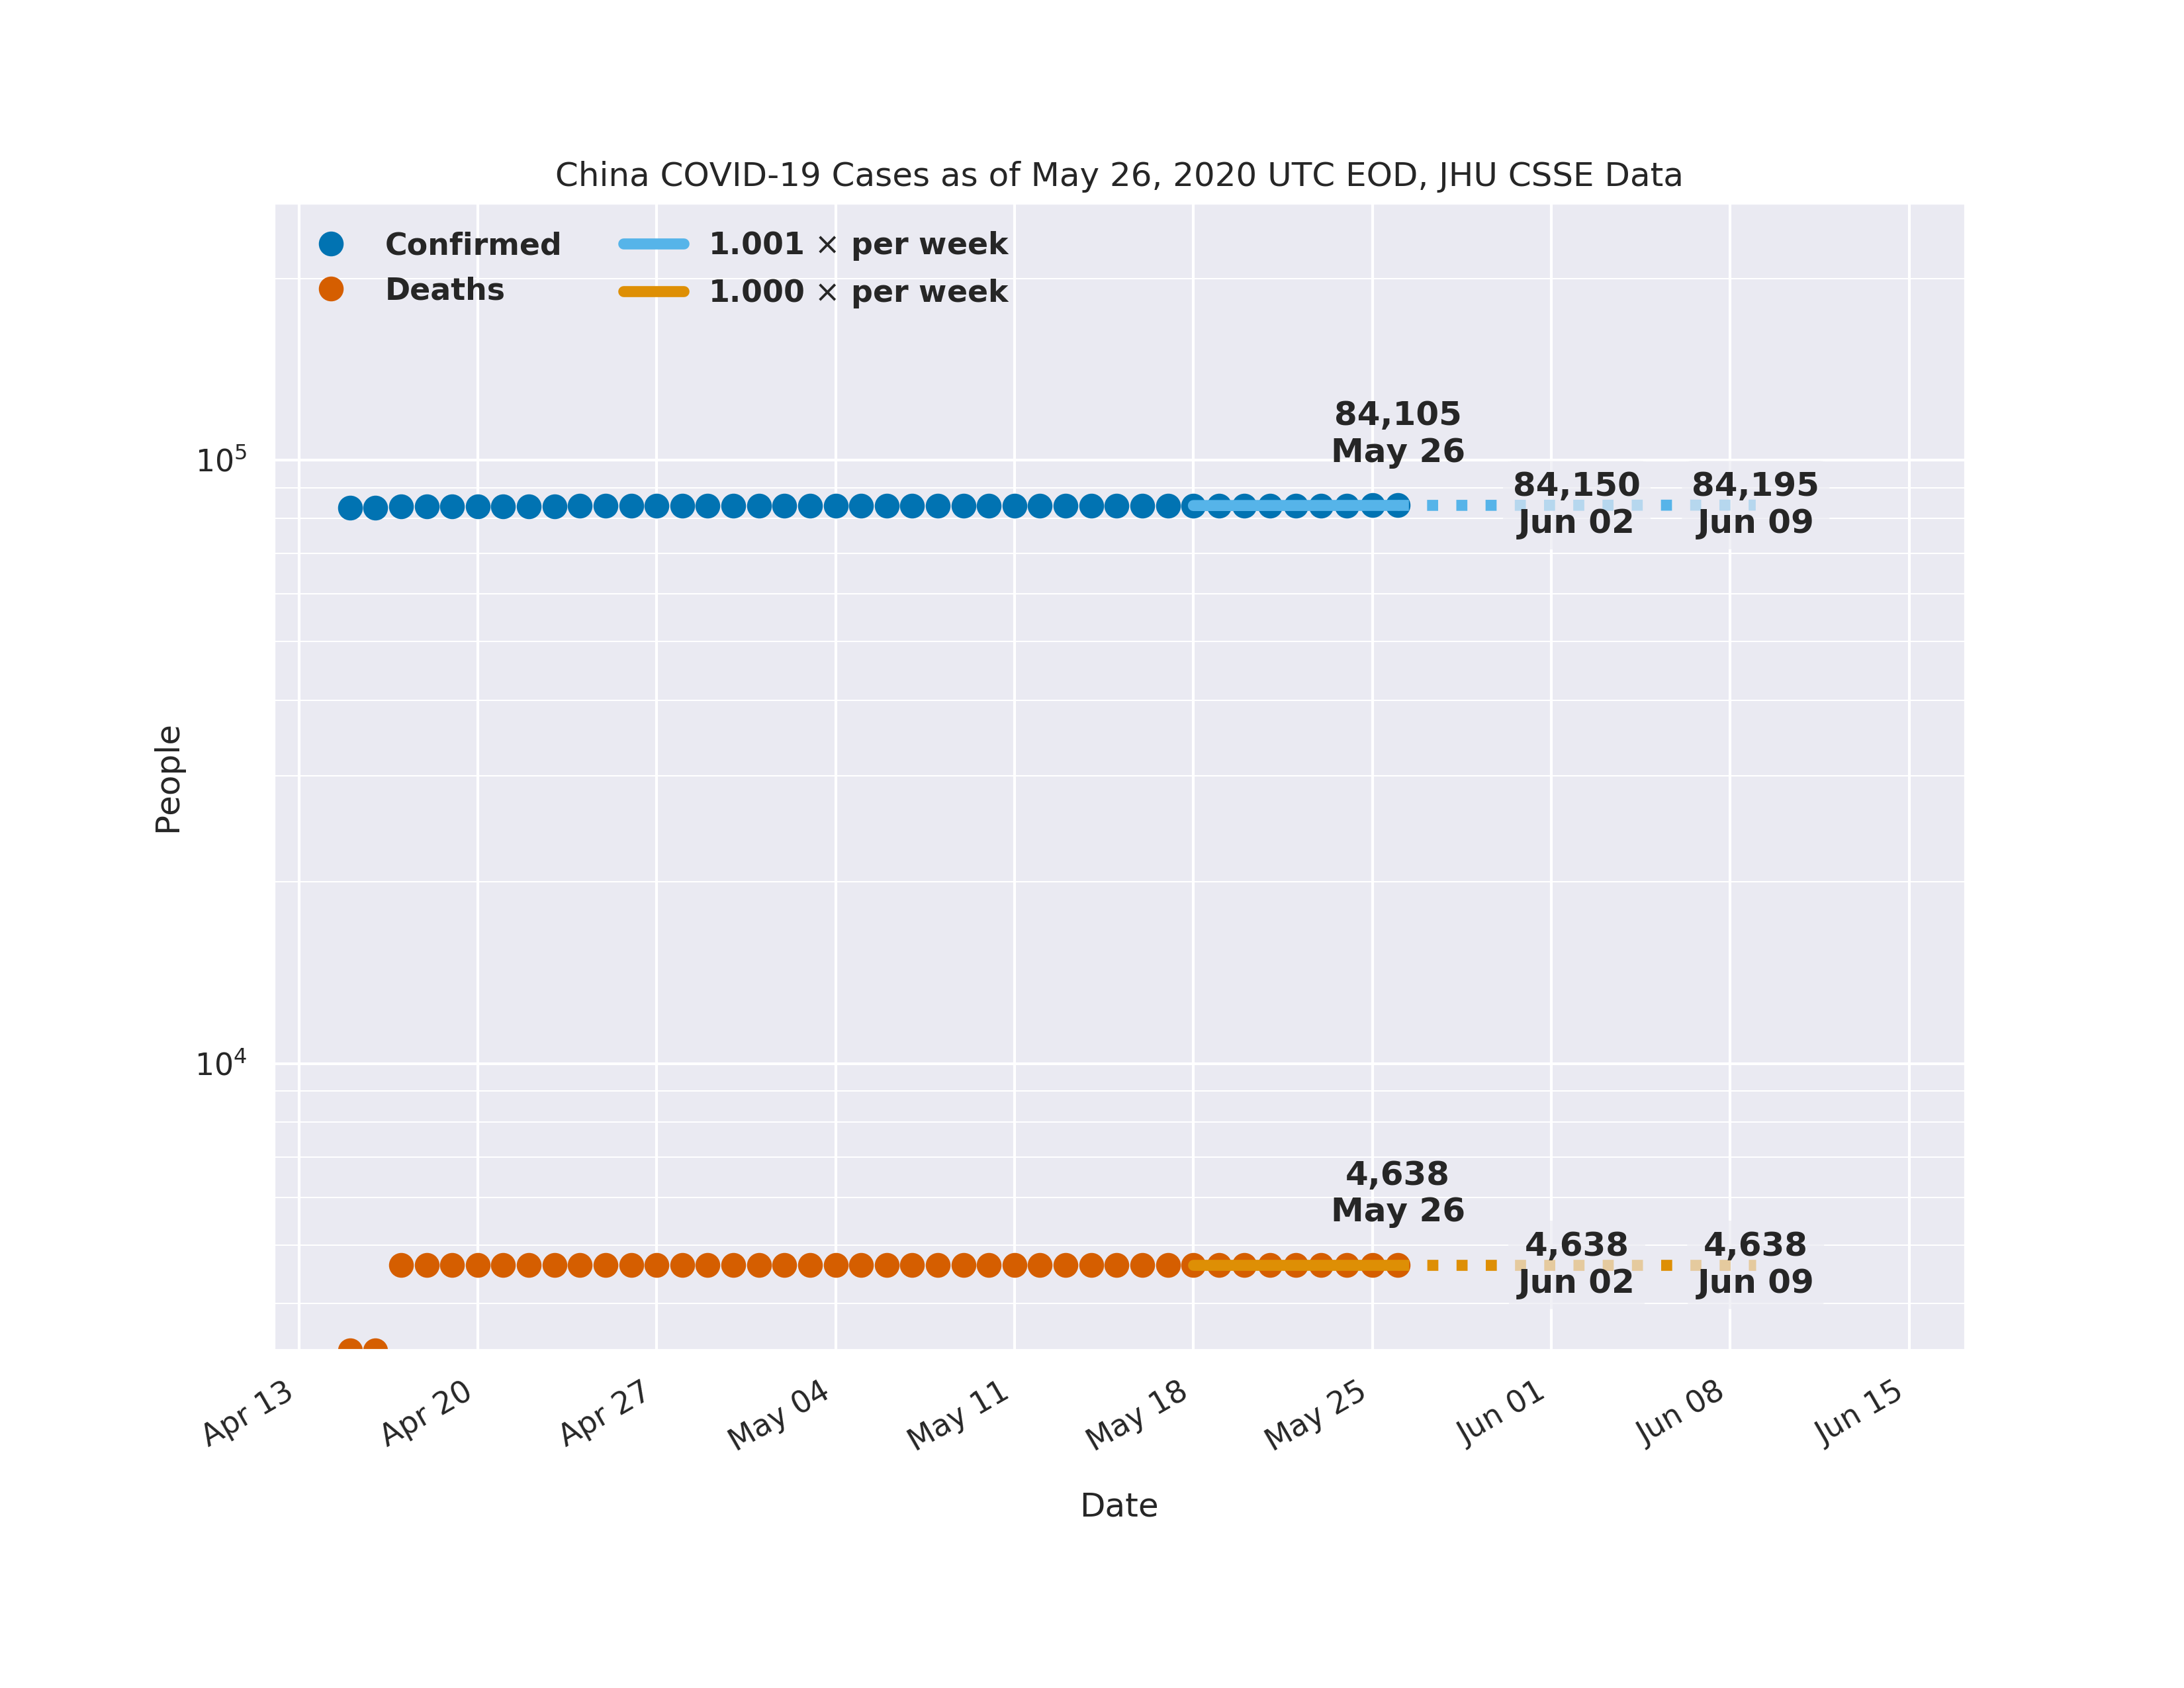 China COVID-19 Cases as of May 26, 2020 UTC EOD, JHU CSSE Data
Confirmed
Deaths
1.001 × per week
1.000 × per week
84,105
May 26
84,150
Jun 02
84,195
Jun 09
10⁵
10⁴
People
4,638
May 26
4,638
Jun 02
4,638
Jun 09
Apr 13
Apr 20
Apr 27
May 04
May 11
May 18
May 25
Jun 01
Jun 08
Jun 15
Date